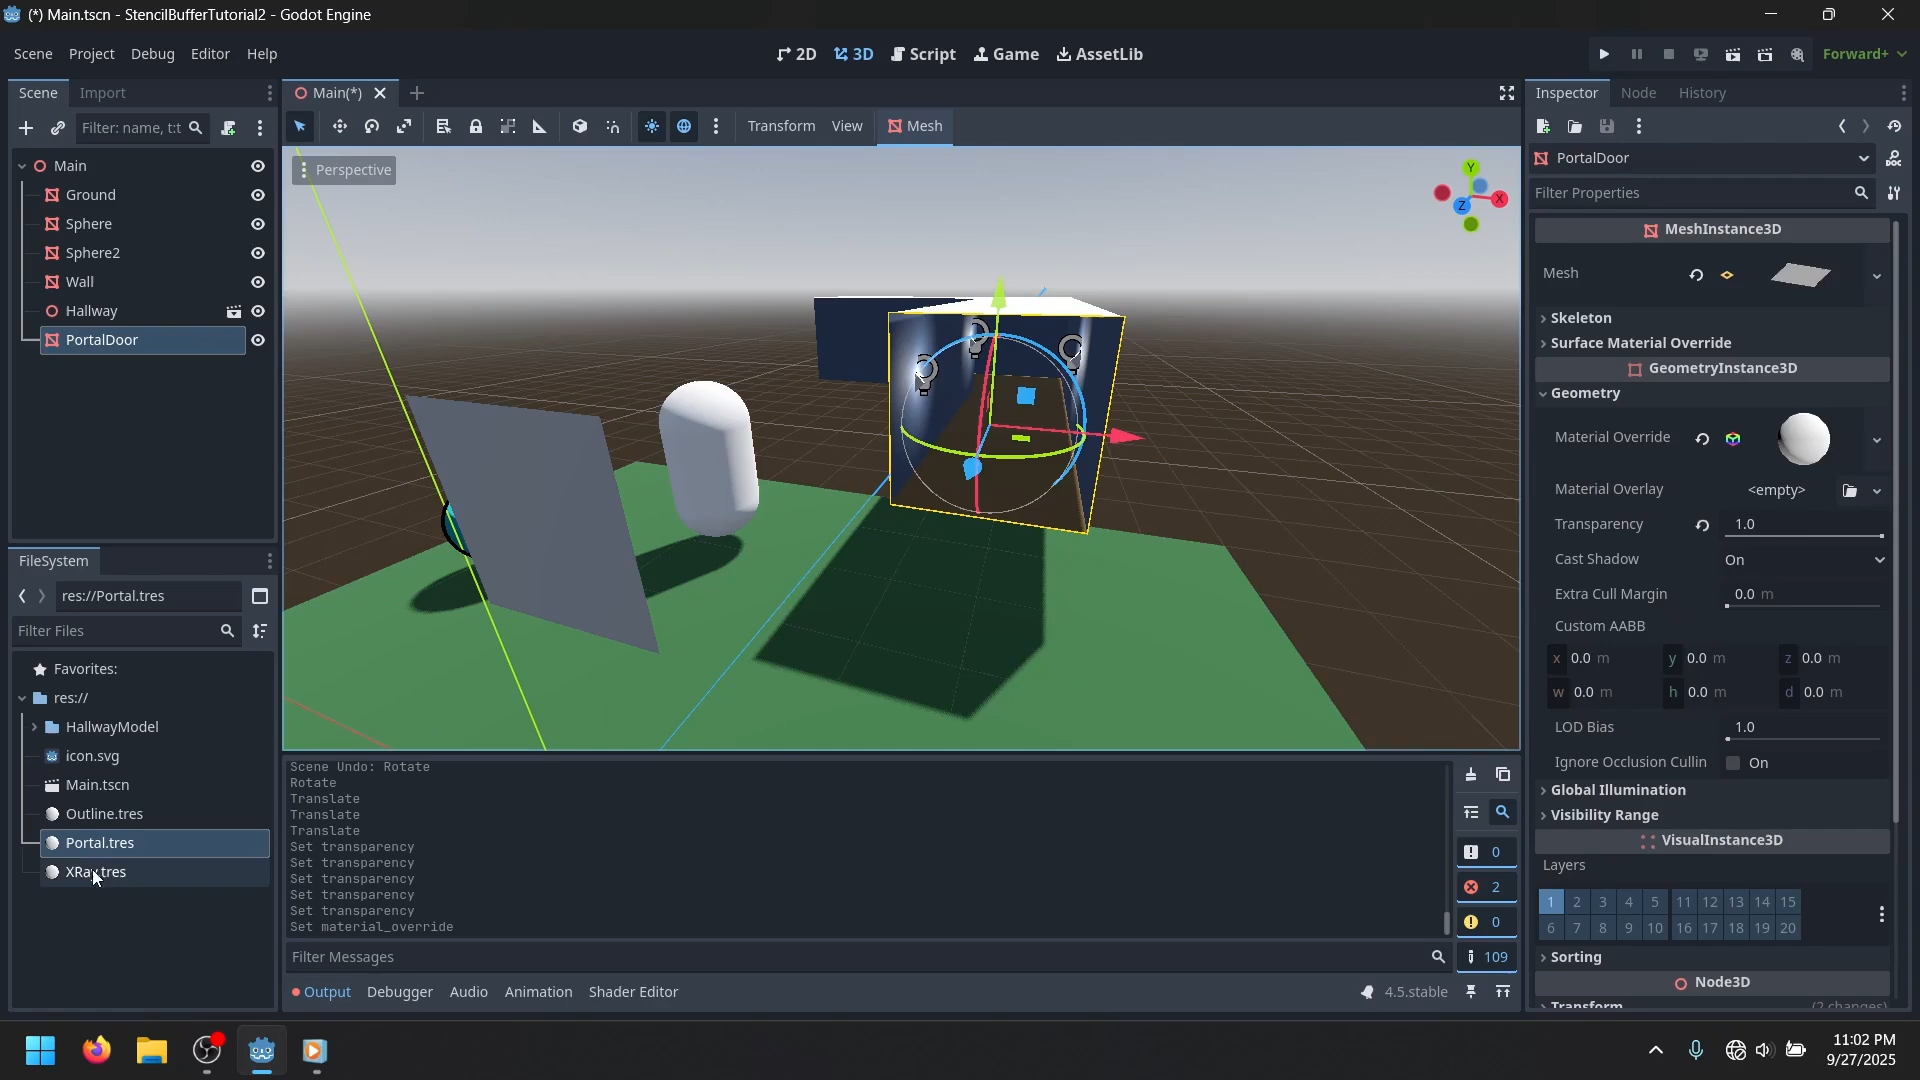 (*) Main.tscn - StencilBufferTutorial2 - Godot Engine
Scene Project Debug Editor Help
2D 3D Script Game AssetLib
Forward+
Scene Import
Filter: name, t:t
Main
Ground
Sphere
Sphere2
Wall
Hallway
PortalDoor
FileSystem
res://Portal.tres
Filter Files
Favorites:
res://
HallwayModel
icon.svg
Main.tscn
Outline.tres
Portal.tres
XRay.tres
Main(*)
Transform View Mesh
Perspective
Y
X
Z
Scene Undo: Rotate
Rotate
Translate
Translate
Translate
Set transparency
Set transparency
Set transparency
Set transparency
Set transparency
Set material_override
Filter Messages
0
2
0
109
Output Debugger Audio Animation Shader Editor
4.5.stable
Inspector Node History
PortalDoor
DOC
Filter Properties
MeshInstance3D
Mesh
Skeleton
Surface Material Override
GeometryInstance3D
Geometry
Material Override
Material Overlay <empty>
Transparency 1.0
Cast Shadow On
Extra Cull Margin 0.0 m
Custom AABB
x 0.0 m y 0.0 m z 0.0 m
w 0.0 m h 0.0 m d 0.0 m
LOD Bias 1.0
Ignore Occlusion Cullin On
Global Illumination
Visibility Range
VisualInstance3D
Layers
1 2 3 4 5 11 12 13 14 15
6 7 8 9 10 16 17 18 19 20
Sorting
Node3D
Transform (2 changes)
11:02 PM
9/27/2025